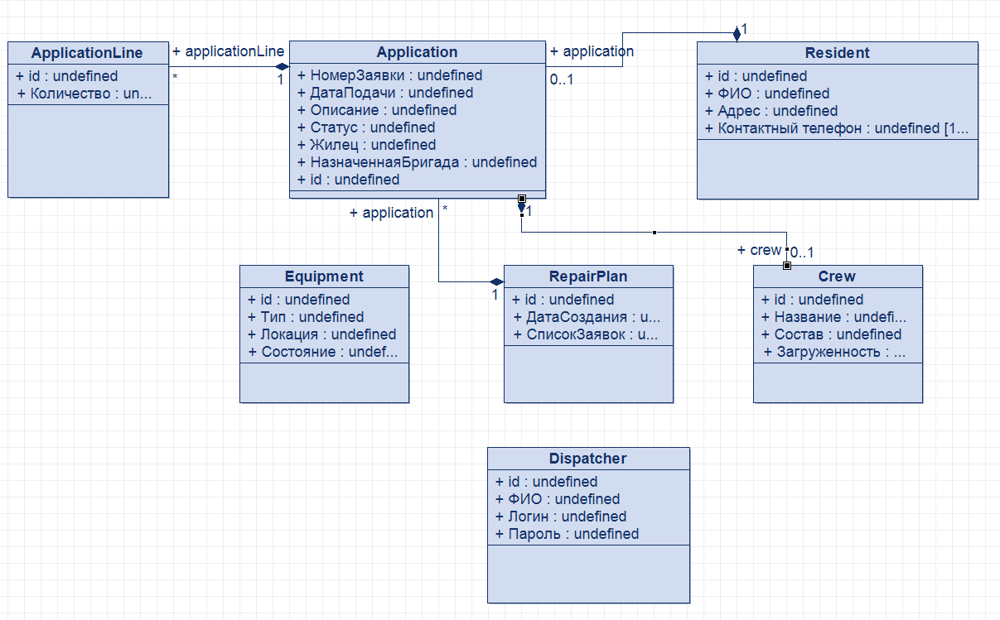 ApplicationLine
+ id : undefined
+ Количество : un...
+ applicationLine
*
1
Application
+ НомерЗаявки : undefined
+ ДатаПодачи : undefined
+ Описание : undefined
+ Статус : undefined
+ Жилец : undefined
+ НазначеннаяБригада : undefined
+ id : undefined
+ application
0..1
1
Resident
+ id : undefined
+ ФИО : undefined
+ Адрес : undefined
+ Контактный телефон : undefined [1...
+ application
*
1
1
+ crew
0..1
Equipment
+ id : undefined
+ Тип : undefined
+ Локация : undefined
+ Состояние : undef...
RepairPlan
+ id : undefined
+ ДатаСоздания : u...
+ СписокЗаявок : u...
Crew
+ id : undefined
+ Название : undefi...
+ Состав : undefined
+ Загруженность : ...
Dispatcher
+ id : undefined
+ ФИО : undefined
+ Логин : undefined
+ Пароль : undefined